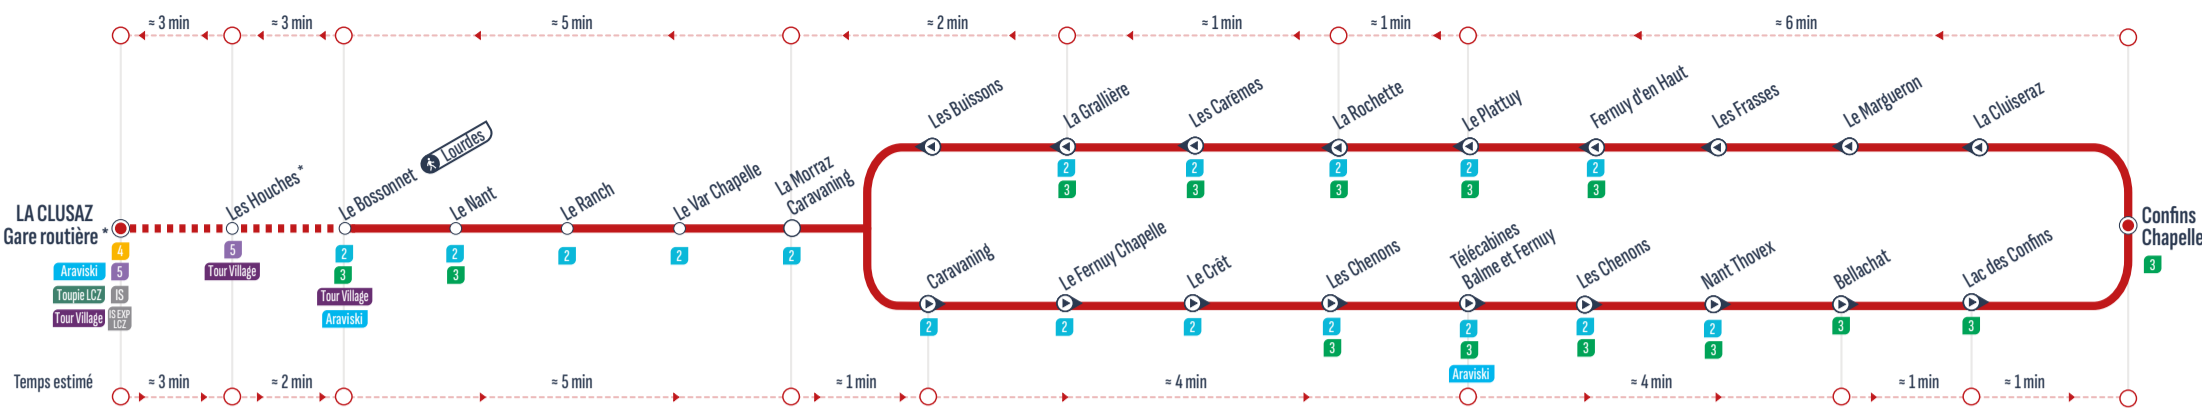 ≈ 3 min
≈ 3 min
≈ 5 min
≈ 2 min
≈ 1 min
≈ 1 min
≈ 6 min
Les Buissons
La Grallière
Les Carêmes
La Rochette
Le Plattuy
Fernuy d'en Haut
Les Frasses
Le Margueron
La Cluiseraz
2
3
2
3
2
3
2
3
2
3
LA CLUSAZ
Gare routière *
Les Houches *
Le Bossonnet
Lourdes
Le Nant
Le Ranch
Le Var Chapelle
La Morraz
Caravaning
Confins
Chapelle
3
4
Araviski
5
Toupie LCZ
IS
Tour Village
IS EXP
LCZ
5
Tour Village
2
3
Tour Village
Araviski
2
3
2
2
2
Caravaning
Le Fernuy Chapelle
Le Crêt
Les Chenons
Télécabines
Balme et Fernuy
Les Chenons
Nant Thovex
Bellachat
Lac des Confins
2
2
2
2
3
2
3
Araviski
2
3
2
3
3
3
Temps estimé
≈ 3 min
≈ 2 min
≈ 5 min
≈ 1 min
≈ 4 min
≈ 4 min
≈ 1 min
≈ 1 min